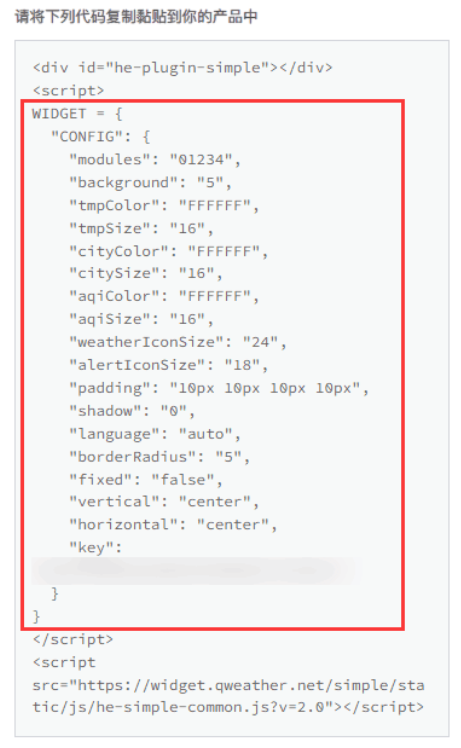 请将下列代码复制黏贴到你的产品中
<div id="he-plugin-simple"></div>
<script>
WIDGET = {
  "CONFIG": {
    "modules": "01234",
    "background": "5",
    "tmpColor": "FFFFFF",
    "tmpSize": "16",
    "cityColor": "FFFFFF",
    "citySize": "16",
    "aqiColor": "FFFFFF",
    "aqiSize": "16",
    "weatherIconSize": "24",
    "alertIconSize": "18",
    "padding": "10px 10px 10px 10px",
    "shadow": "0",
    "language": "auto",
    "borderRadius": "5",
    "fixed": "false",
    "vertical": "center",
    "horizontal": "center",
    "key":
  }
}
</script>
<script
src="https://widget.qweather.net/simple/sta
tic/js/he-simple-common.js?v=2.0"></script>